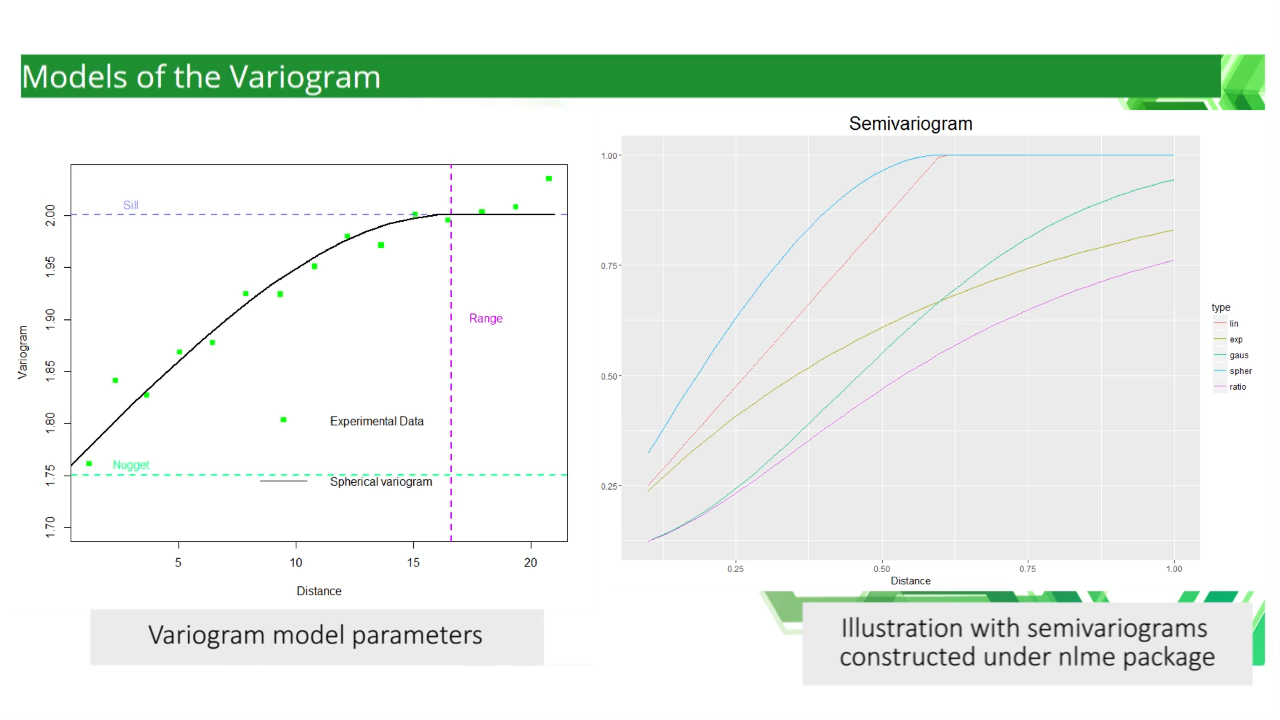 Models of the Variogram
Variogram
2.00
1.95
1.90
1.85
1.80
1.75
1.70
Sill
Range
Experimental Data
Nugget
Spherical variogram
5
10
15
20
Distance
Variogram model parameters
Semivariogram
1.00
0.75
0.50
0.25
0.25
0.50
0.75
1.00
Distance
type
lin
exp
gaus
spher
ratio
Illustration with semivariograms
constructed under nlme package